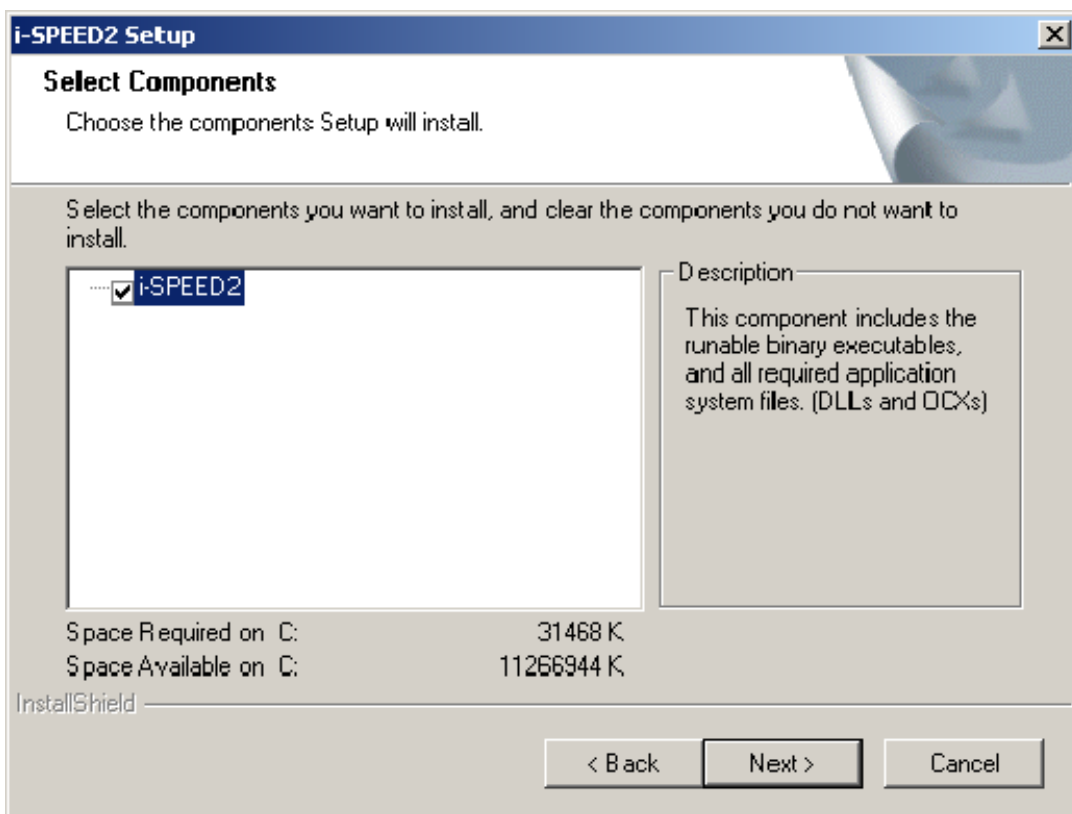 i-SPEED2 Setup
Select Components
Choose the components Setup will install.
Select the components you want to install, and clear the components you do not want to
install.
i-SPEED2
Description
This component includes the
runable binary executables,
and all required application
system files. (DLLs and OCXs)
Space Required on C: 31468 K
Space Available on C: 11266944 K
InstallShield
< Back Next > Cancel